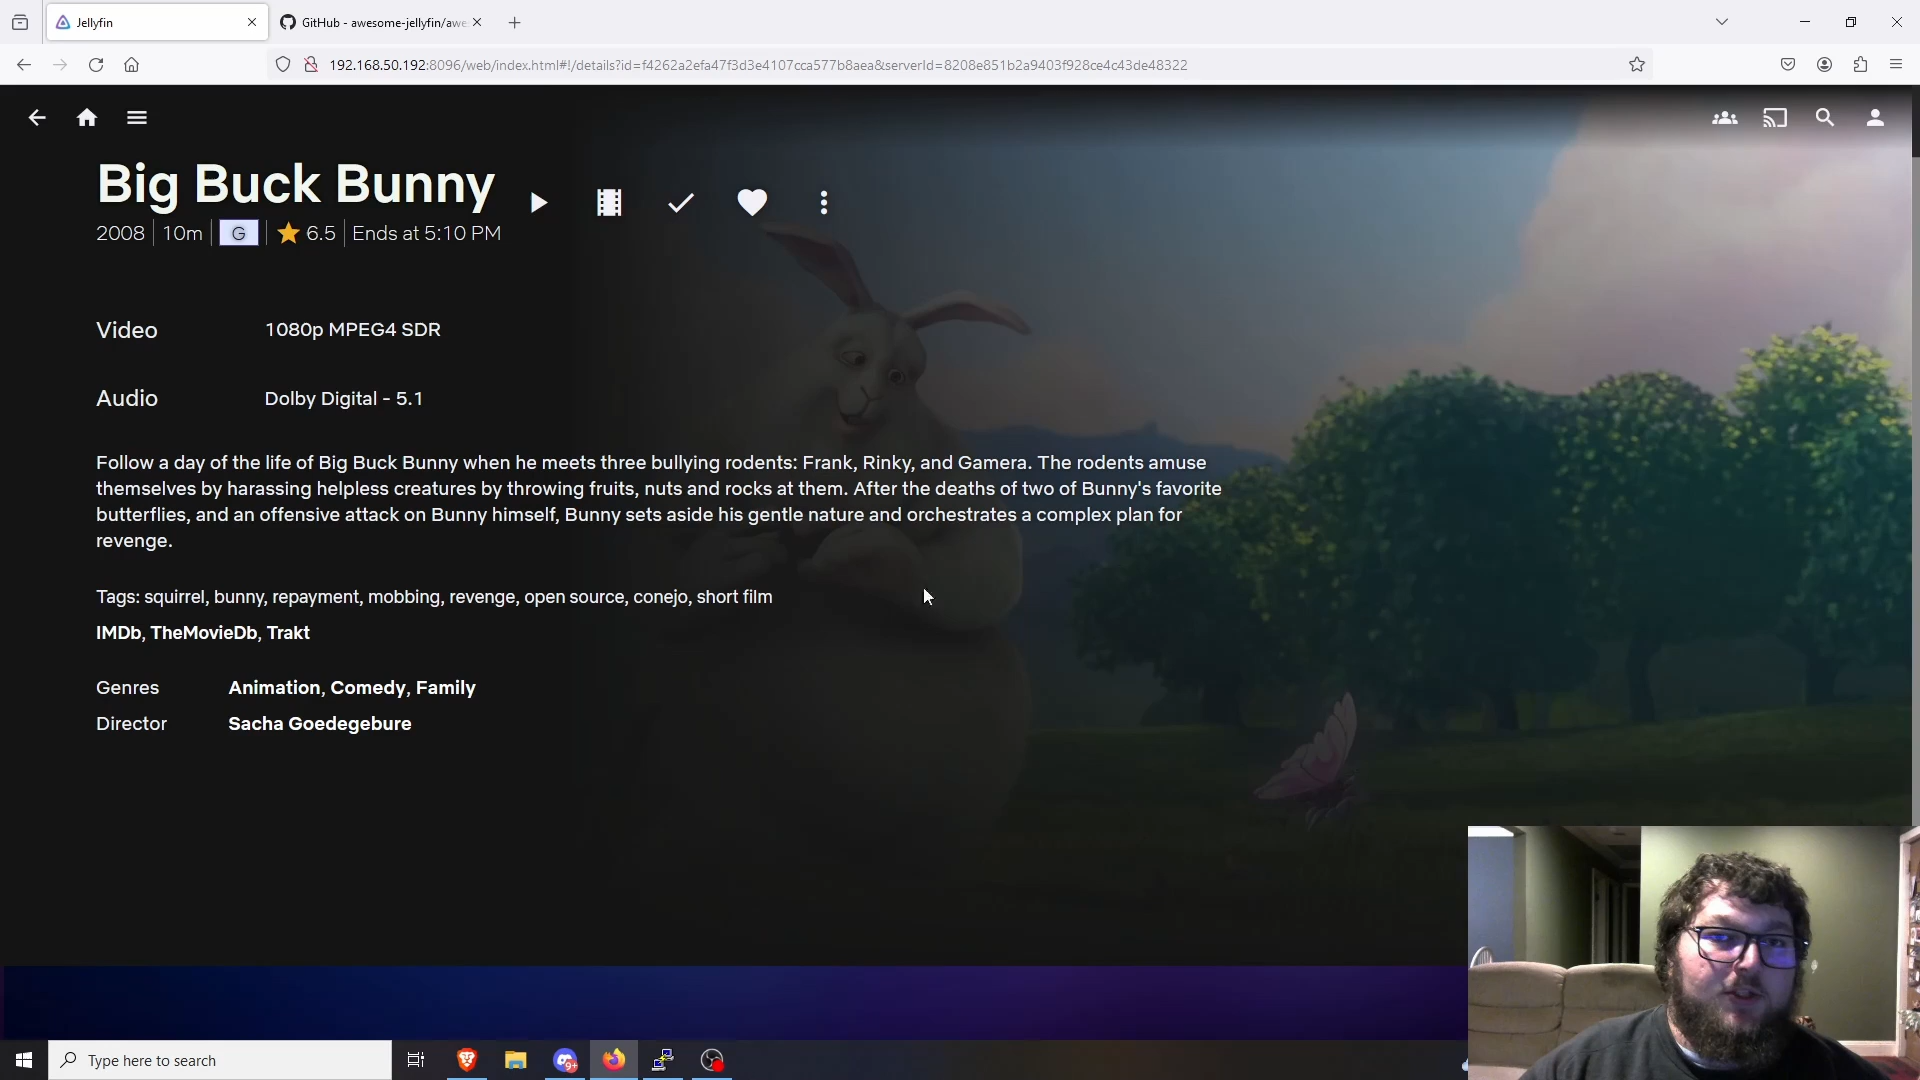 Jellyfin
GitHub - awesome-jellyfin/awe
192.168.50.192:8096/web/index.html#!/details?id=f4262a2efa47f3d3e4107cca577b8aea&serverId=8208e851b2a9403f928ce4c43de48322
Big Buck Bunny
2008 10m G 6.5 Ends at 5:10 PM
Video 1080p MPEG4 SDR
Audio Dolby Digital - 5.1
Follow a day of the life of Big Buck Bunny when he meets three bullying rodents: Frank, Rinky, and Gamera. The rodents amuse
themselves by harassing helpless creatures by throwing fruits, nuts and rocks at them. After the deaths of two of Bunny's favorite
butterflies, and an offensive attack on Bunny himself, Bunny sets aside his gentle nature and orchestrates a complex plan for
revenge.
Tags: squirrel, bunny, repayment, mobbing, revenge, open source, conejo, short film
IMDb, TheMovieDb, Trakt
Genres Animation, Comedy, Family
Director Sacha Goedegebure
Type here to search
9+